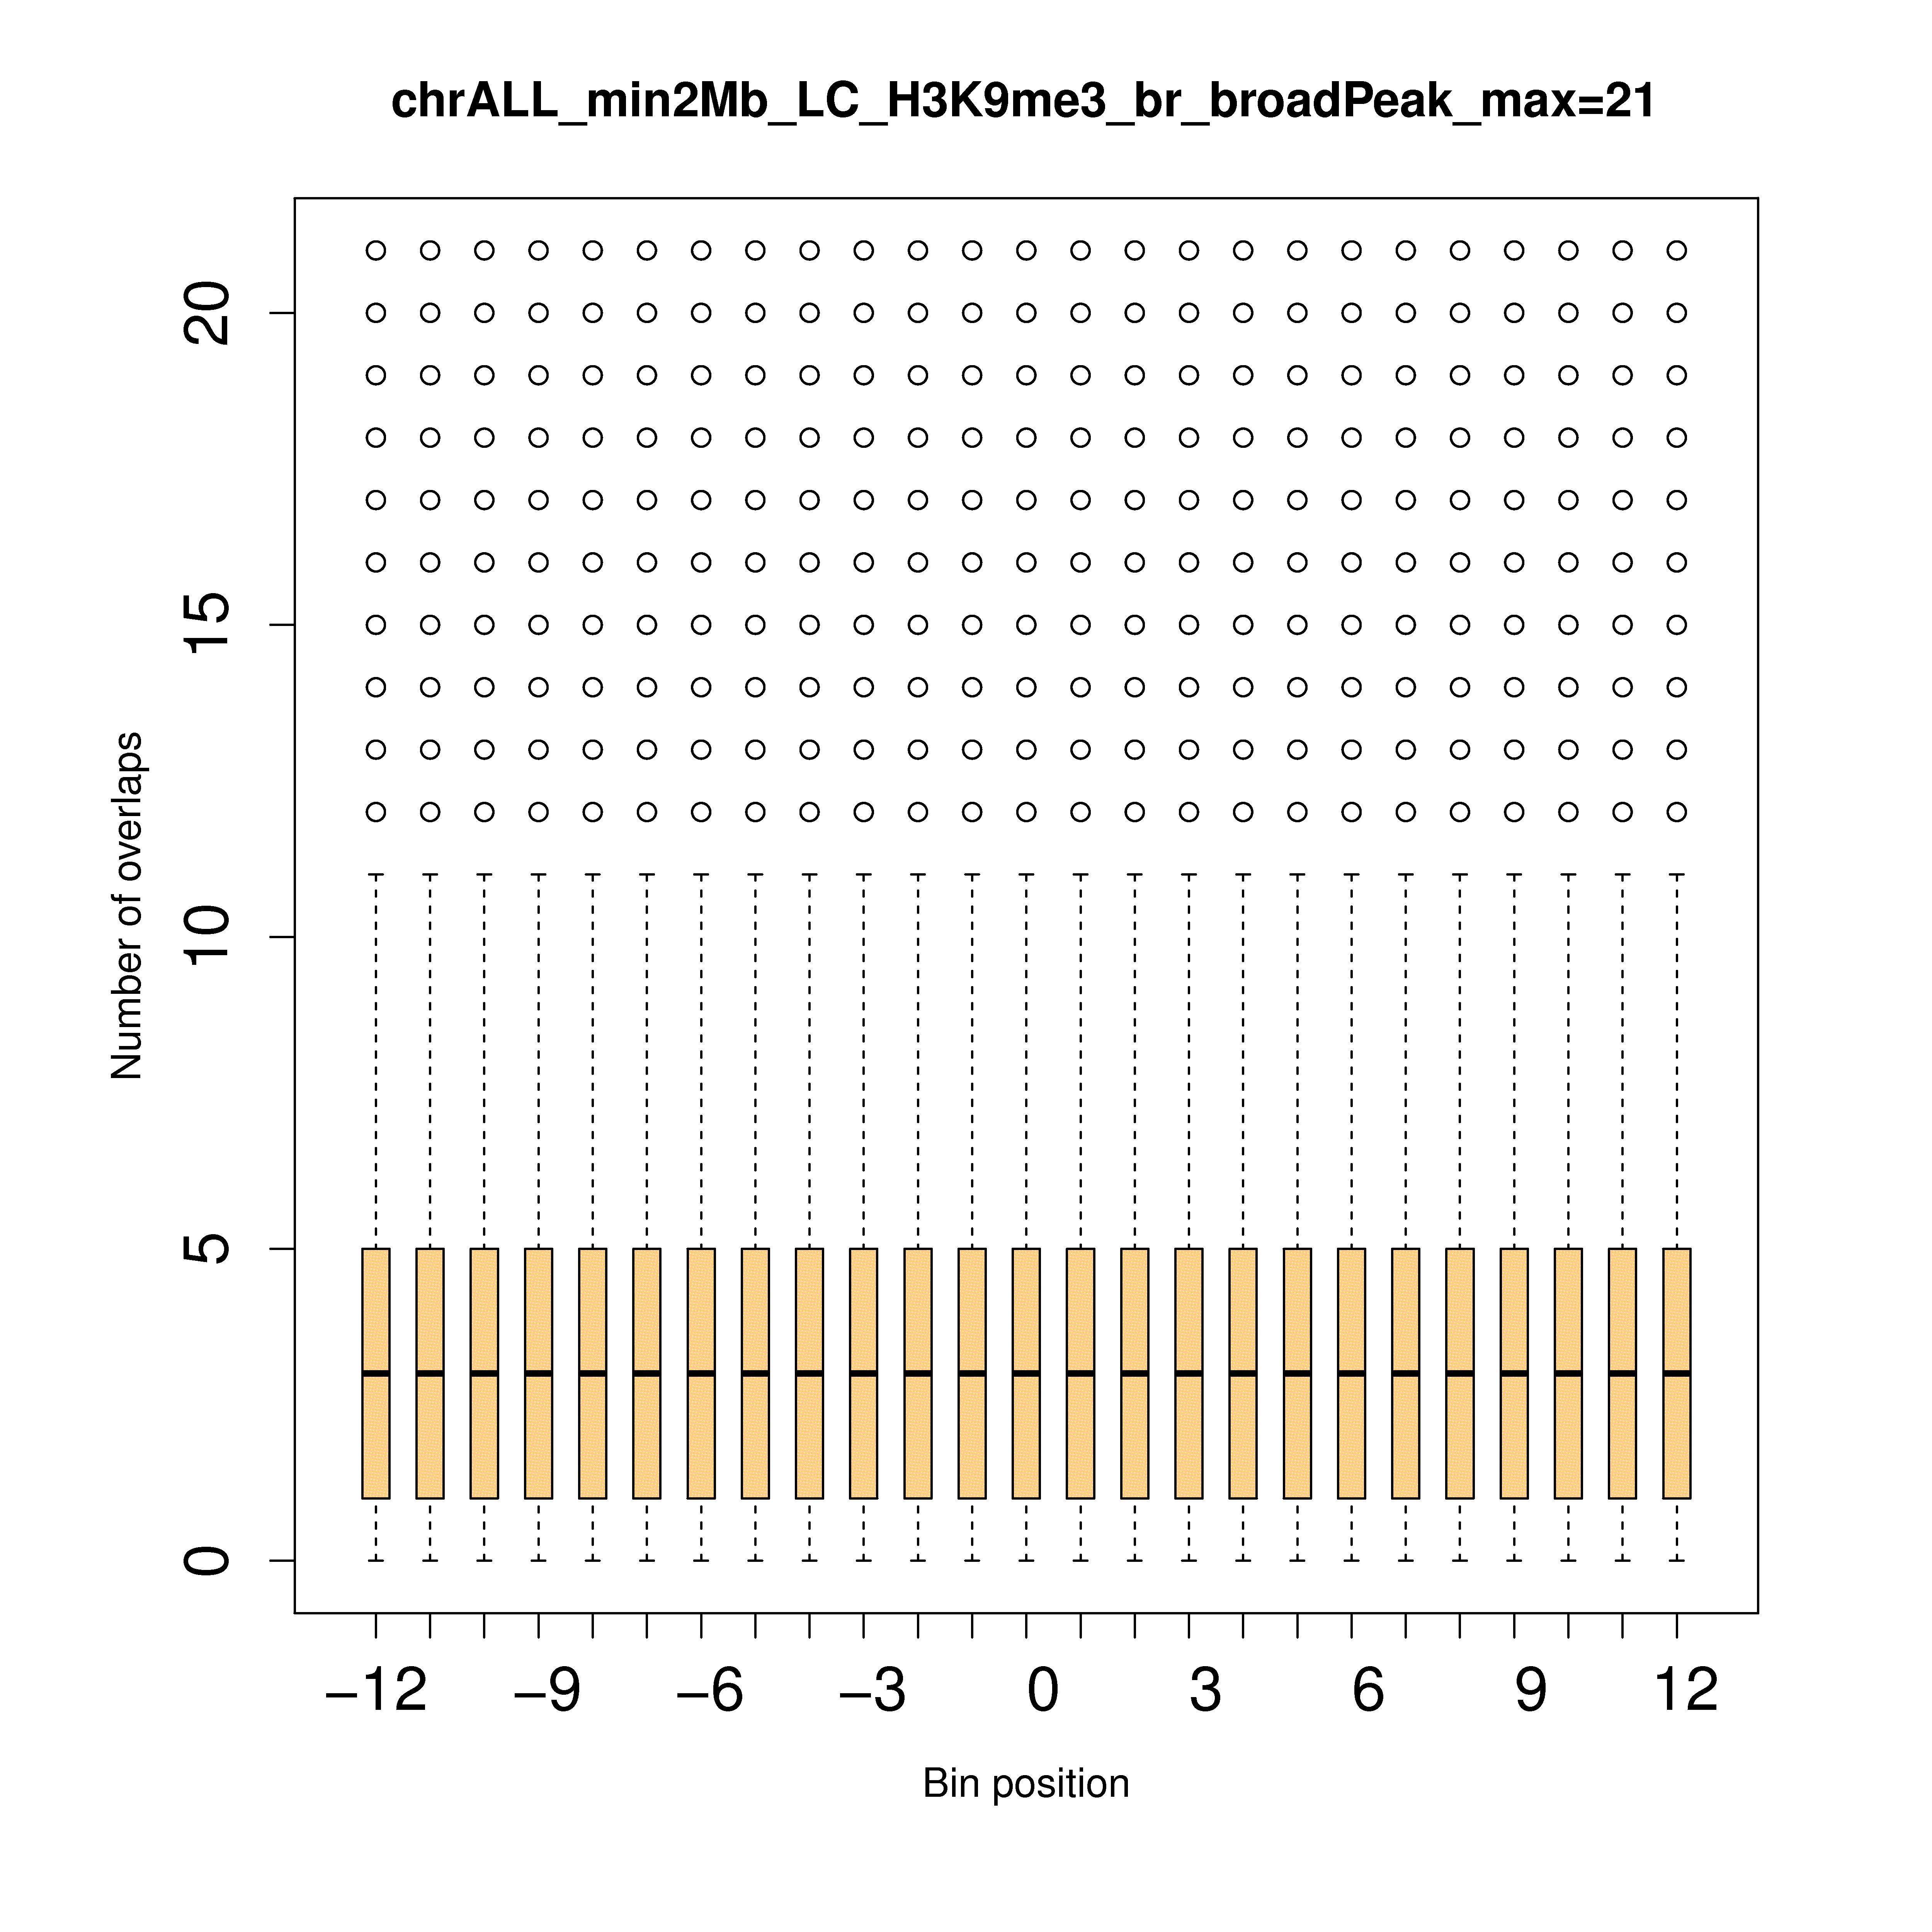 chrALL_min2Mb_LC_H3K9me3_br_broadPeak_max=21
20
15
10
5
0
Number of overlaps
−12 −9 −6 −3 0 3 6 9 12
Bin position